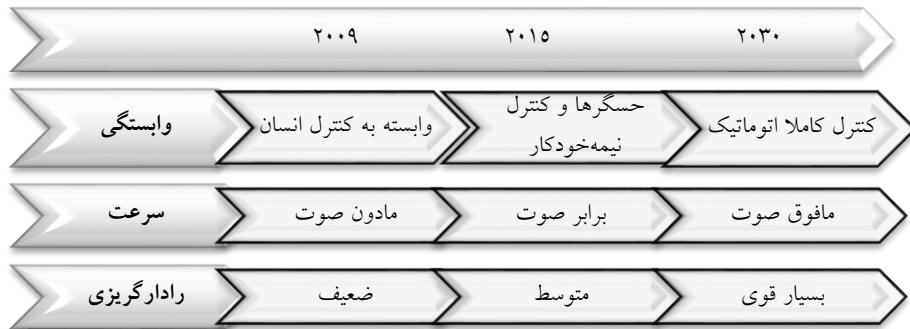 ۲۰۰۹
۲۰۱۵
۲۰۳۰
وابستگی
وابسته به کنترل انسان
حسگرها و کنترل
نیمه‌خودکار
کنترل کاملا اتوماتیک
سرعت
مادون صوت
برابر صوت
مافوق صوت
رادارگریزی
ضعیف
متوسط
بسیار قوی